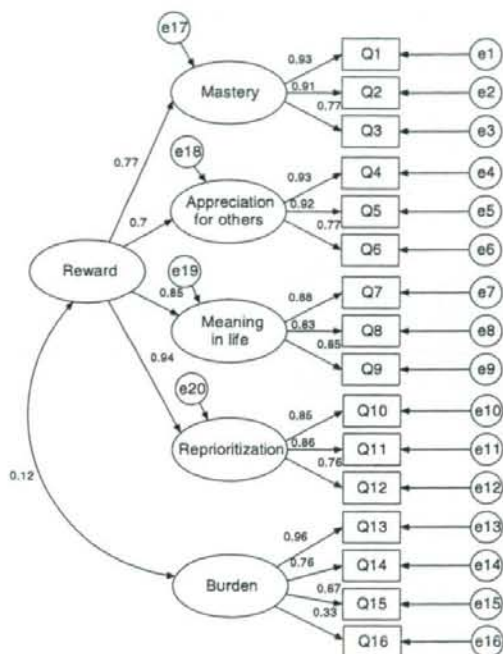 e17
0.93
Q1
e1
Mastery
0.91
Q2
e2
0.77
Q3
e3
0.77
e18
0.93
Q4
e4
0.7
Appreciation
for others
0.92
Q5
e5
0.77
Q6
e6
Reward
e19
0.85
0.88
Q7
e7
Meaning
in life
0.83
Q8
e8
0.85
Q9
e9
0.94
e20
0.85
Q10
e10
Reprioritization
0.86
Q11
e11
0.76
Q12
e12
0.12
0.96
Q13
e13
0.76
Q14
e14
Burden
0.67
Q15
e15
0.33
Q16
e16